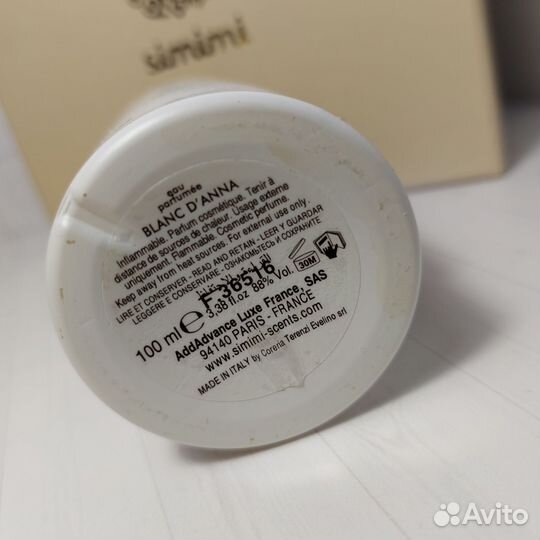 simimi
eau
parfumée
BLANC D'ANNA
Inflammable. Parfum cosmétique. Tenir à
distance de sources de chaleur. Usage externe
uniquement. Flammable. Cosmetic perfume.
Keep away from heat sources. For external use only.
LIRE ET CONSERVER - READ AND RETAIN - LEER Y GUARDAR
LEGGERE E CONSERVARE - ОЗНАКОМЬТЕСЬ И СОХРАНИТЕ
F 36516
30M
100 ml e 3.38 fl.oz 88% Vol.
AddAdvance Luxe France, SAS
94140 PARIS - FRANCE
www.simimi-scents.com
MADE IN ITALY by Coreria Terenzi Evelino srl
Avito